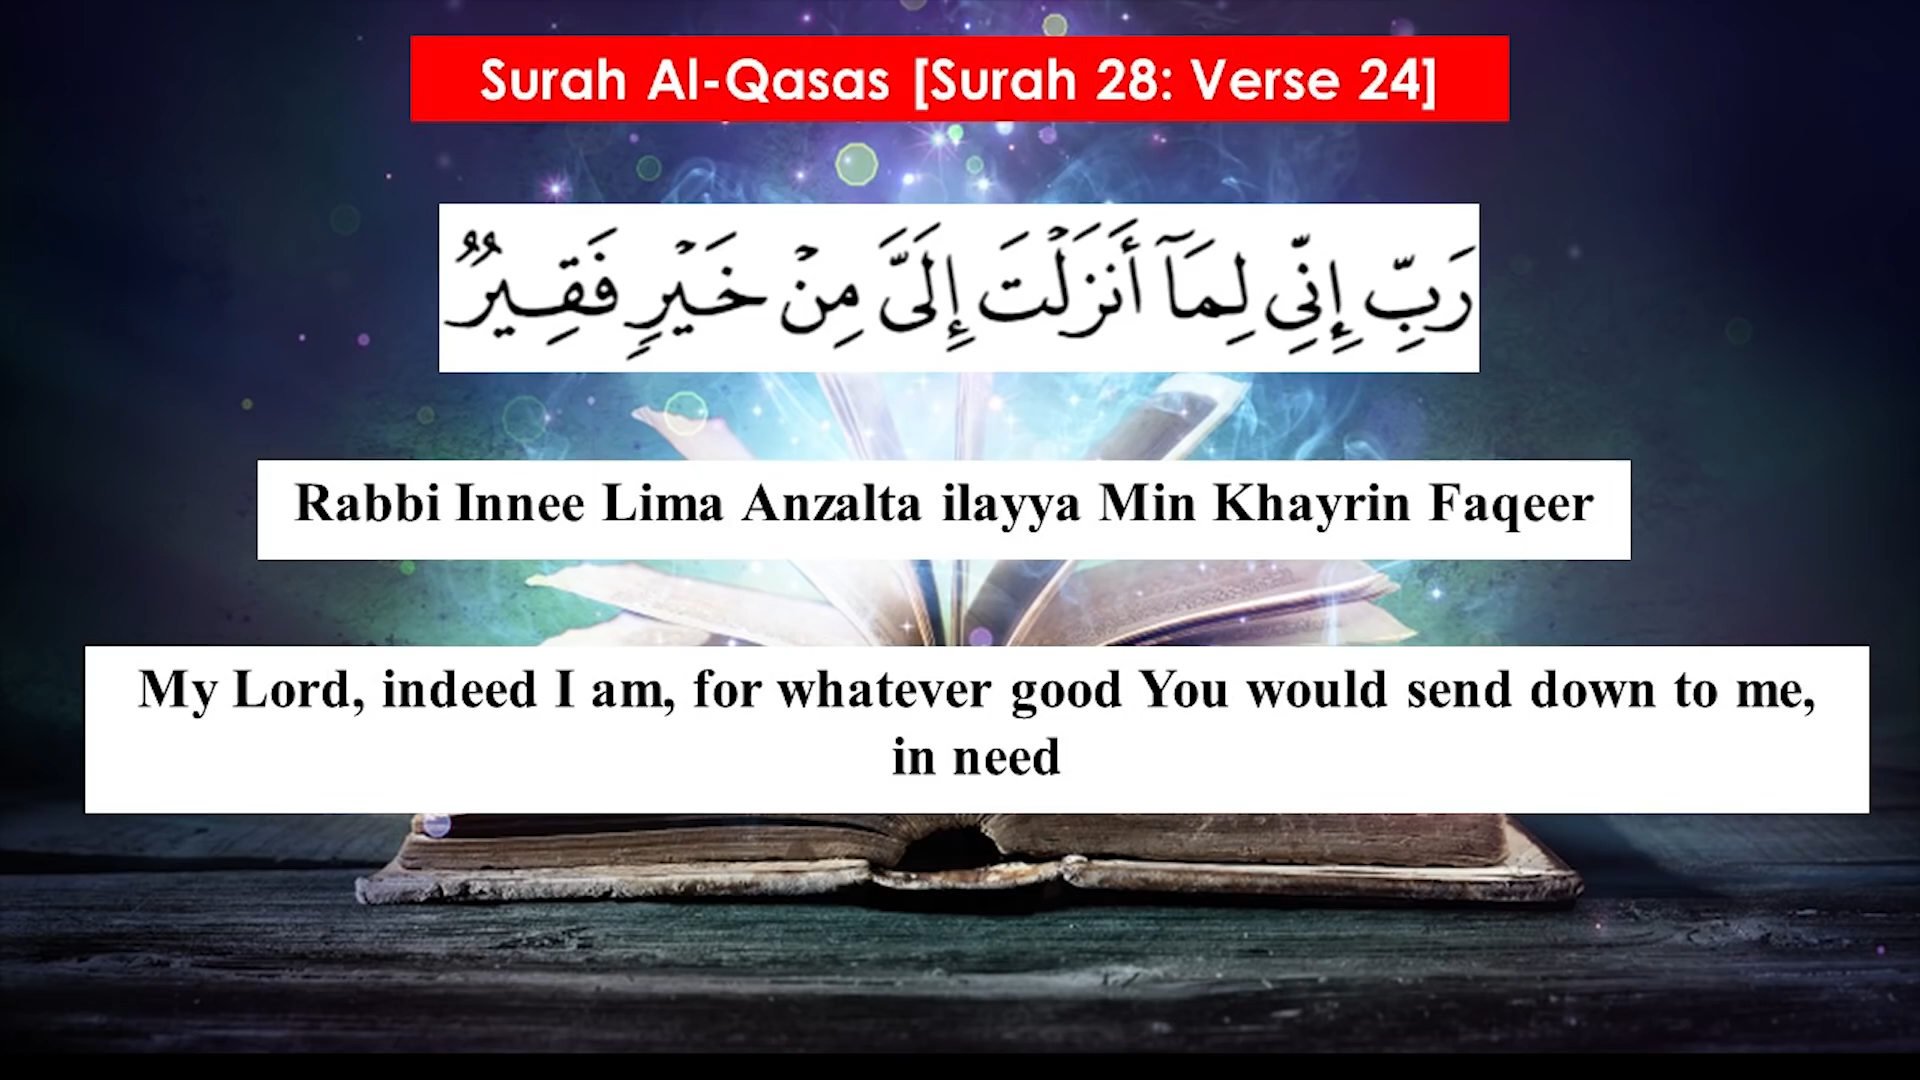 Surah Al-Qasas [Surah 28: Verse 24]
رَبِّ إِنِّي لِمَآ أَنزَلْتَ إِلَيَّ مِنْ خَيْرٍ فَقِيرٌ
Rabbi Innee Lima Anzalta ilayya Min Khayrin Faqeer
My Lord, indeed I am, for whatever good You would send down to me,
in need